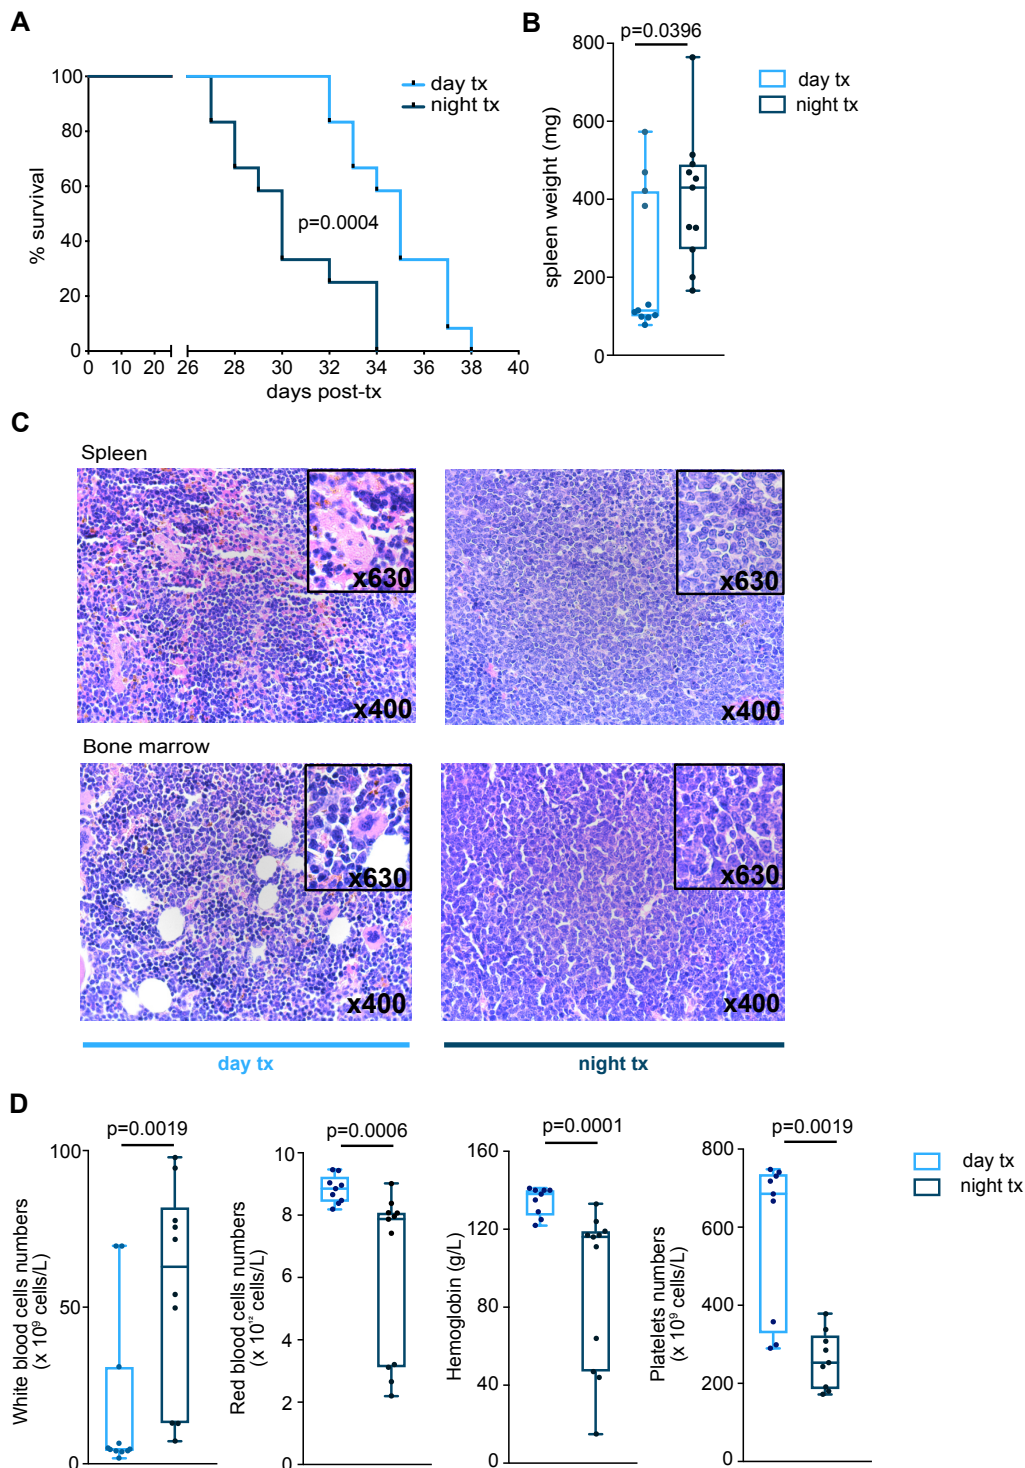 A
100
80
60
40
20
0
% survival
day tx
night tx
p=0.0004
0 10 20 26 28 30 32 34 36 38 40
days post-tx
B
p=0.0396
800
600
400
200
0
spleen weight (mg)
day tx
night tx
C
Spleen
x630
x400
x630
x400
Bone marrow
x630
x400
x630
x400
day tx
night tx
D
p=0.0019
100
50
0
White blood cells numbers
(x 10⁹ cells/L)
p=0.0006
10
8
6
4
2
0
Red blood cells numbers
(x 10¹² cells/L)
p=0.0001
160
120
80
40
0
Hemoglobin (g/L)
p=0.0019
800
600
400
200
0
Platelets numbers
(x 10⁹ cells/L)
day tx
night tx